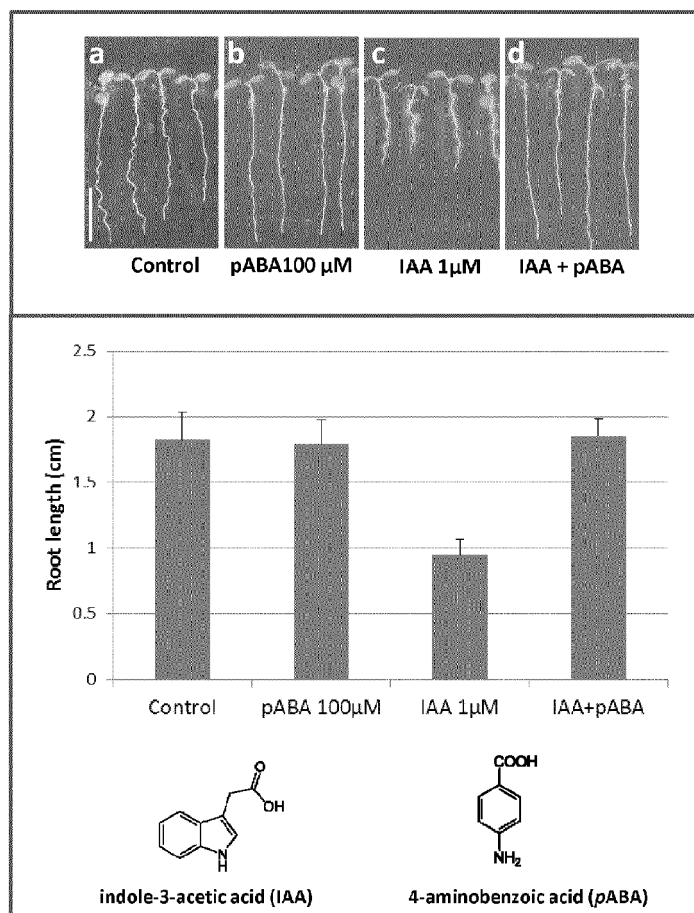 a b c d
Control pABA100 µM IAA 1µM IAA + pABA
2.5
2
1.5
1
0.5
0
Root length (cm)
Control pABA 100µM IAA 1µM IAA+pABA
O
OH
N
H
COOH
NH₂
indole-3-acetic acid (IAA) 4-aminobenzoic acid (pABA)